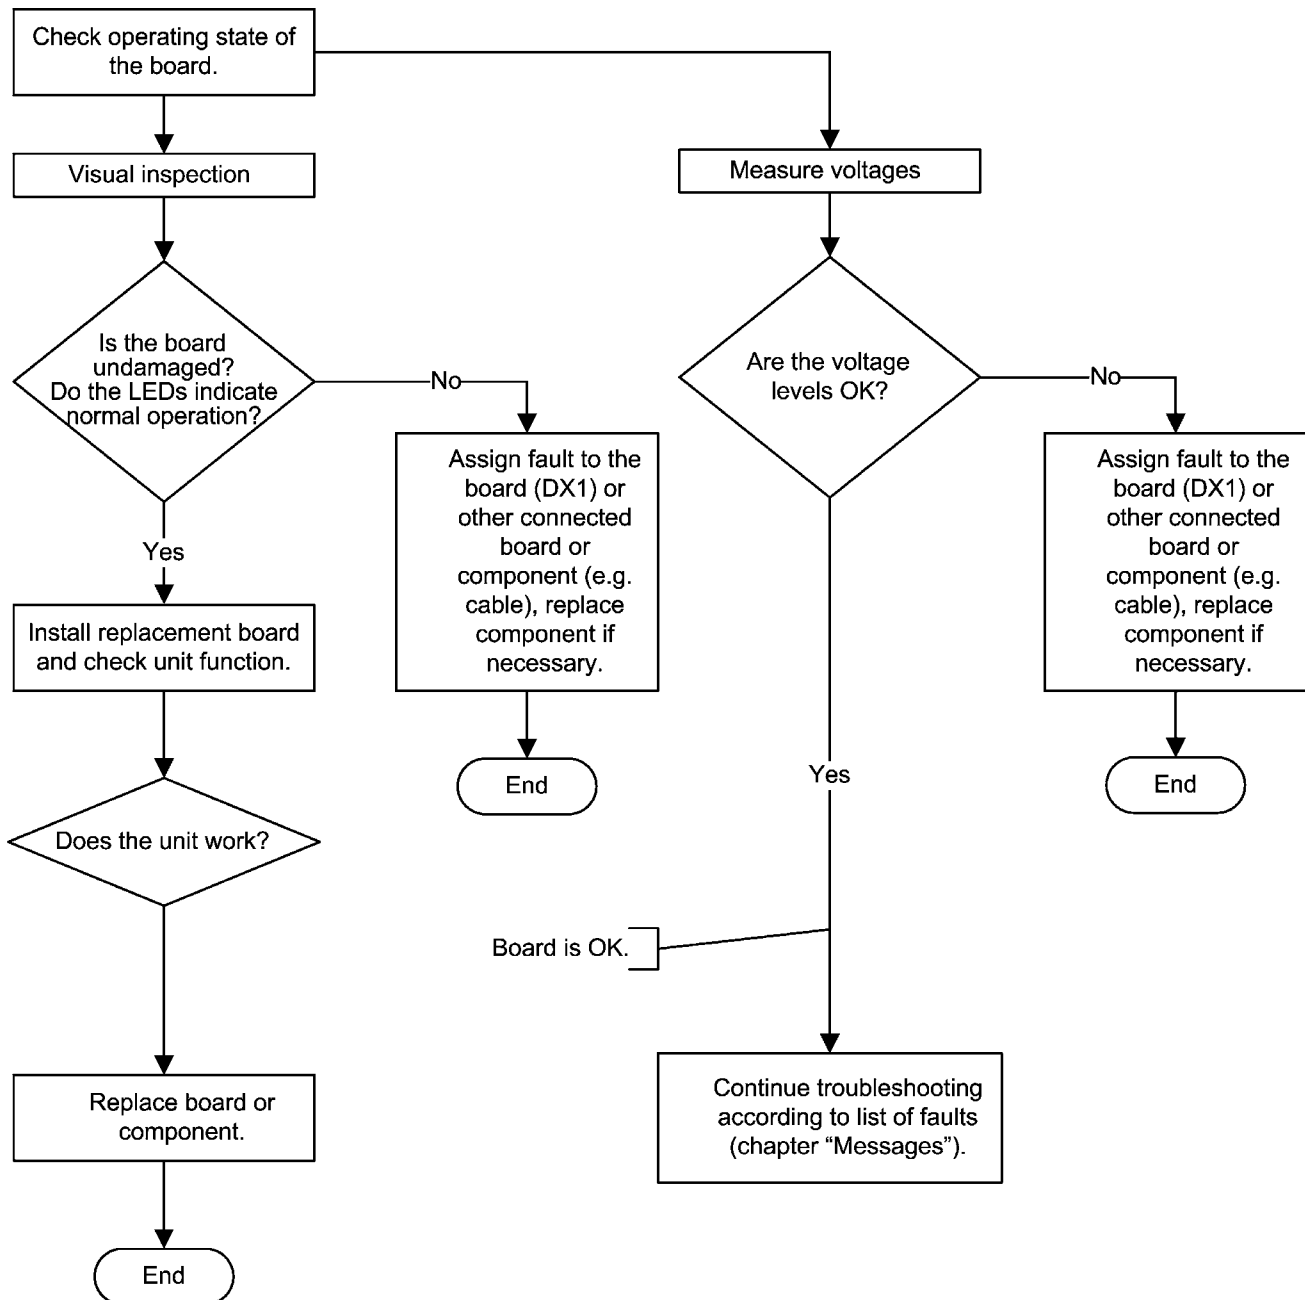 Check operating state of
the board.
Visual inspection
Measure voltages
Is the board
undamaged?
Do the LEDs indicate
normal operation?
No
Assign fault to the
board (DX1) or
other connected
board or
component (e.g.
cable), replace
component if
necessary.
End
Yes
Install replacement board
and check unit function.
Does the unit work?
Replace board or
component.
End
Are the voltage
levels OK?
No
Assign fault to the
board (DX1) or
other connected
board or
component (e.g.
cable), replace
component if
necessary.
End
Yes
Board is OK.
Continue troubleshooting
according to list of faults
(chapter “Messages”).